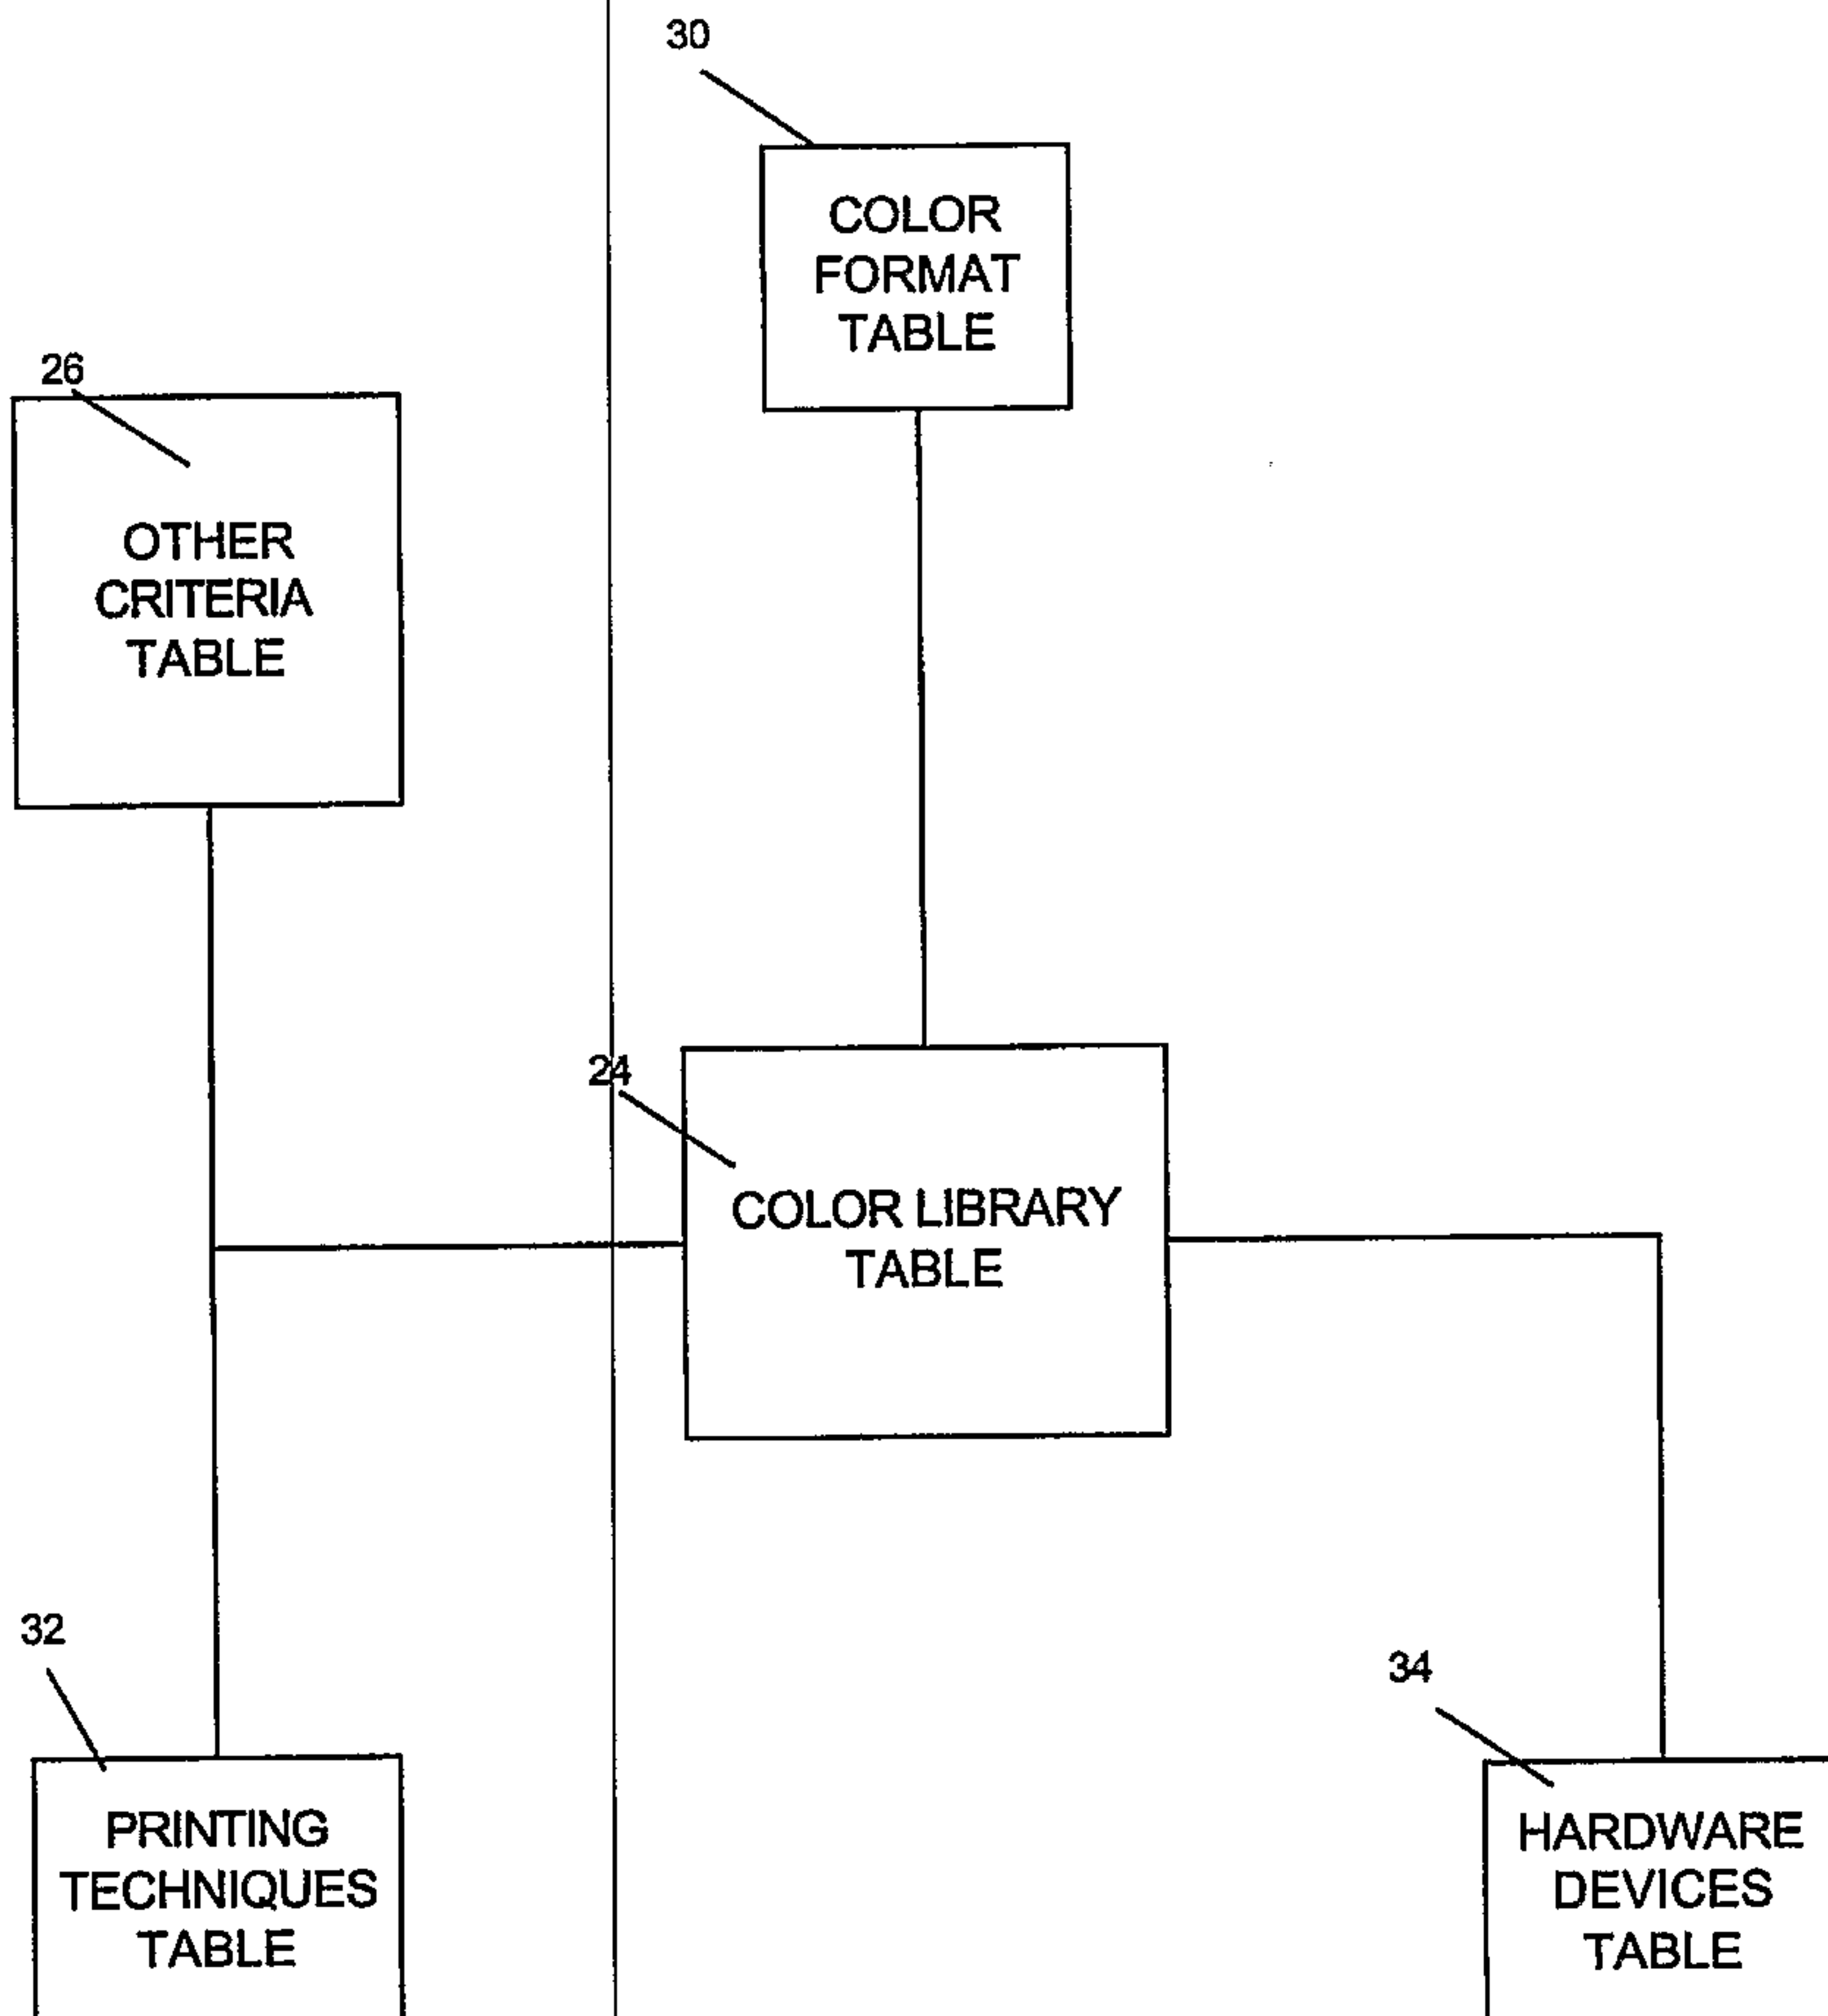 30
COLOR
FORMAT
TABLE
26
OTHER
CRITERIA
TABLE
24
COLOR LIBRARY
TABLE
32
PRINTING
TECHNIQUES
TABLE
34
HARDWARE
DEVICES
TABLE